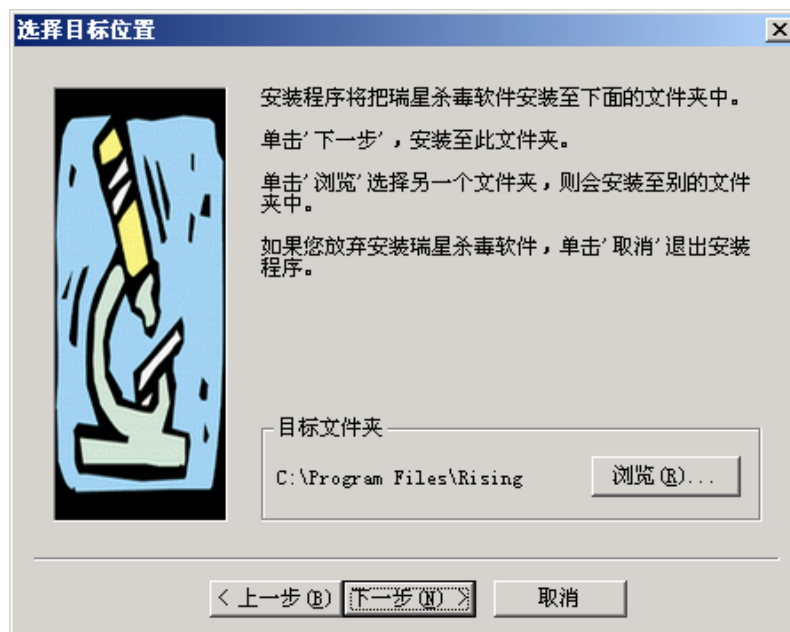 选择目标位置
安装程序将把瑞星杀毒软件安装至下面的文件夹中。
单击'下一步'，安装至此文件夹。
单击'浏览'选择另一个文件夹，则会安装至别的文件
夹中。
如果您放弃安装瑞星杀毒软件，单击'取消'退出安装
程序。
目标文件夹
C:\Program Files\Rising
浏览(R)...
< 上一步(B)
下一步(N) >
取消